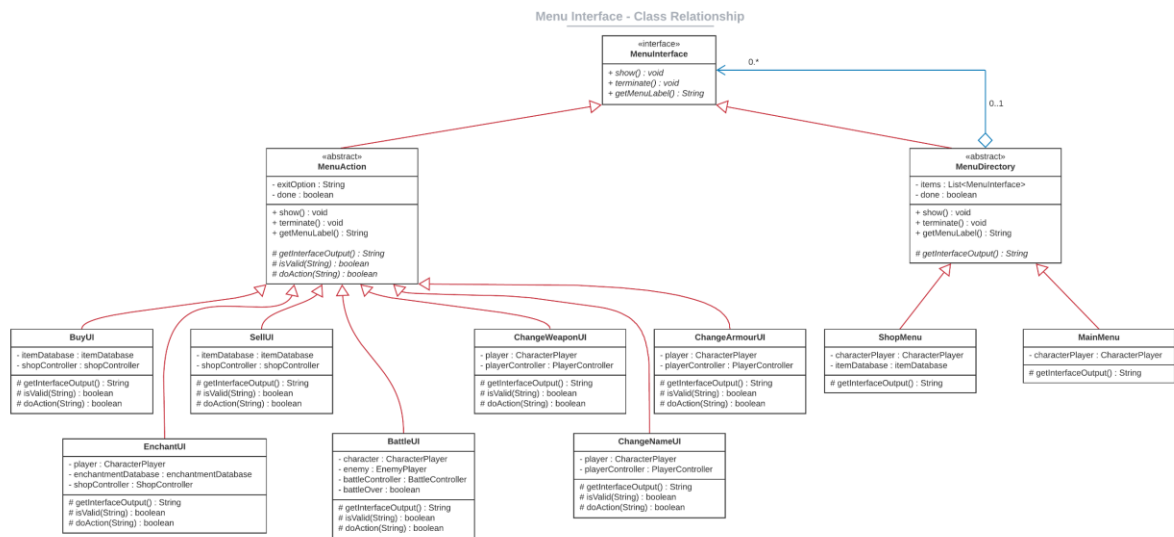 Menu Interface - Class Relationship
«interface»
MenuInterface
+ show() : void
+ terminate() : void
+ getMenuLabel() : String
0.*
0..1
«abstract»
MenuAction
- exitOption : String
- done : boolean
+ show() : void
+ terminate() : void
+ getMenuLabel() : String
# getInterfaceOutput() : String
# isValid(String) : boolean
# doAction(String) : boolean
«abstract»
MenuDirectory
- items : List<MenuInterface>
- done : boolean
+ show() : void
+ terminate() : void
+ getMenuLabel() : String
# getInterfaceOutput() : String
BuyUI
- itemDatabase : itemDatabase
- shopController : shopController
# getInterfaceOutput() : String
# isValid(String) : boolean
# doAction(String) : boolean
SellUI
- itemDatabase : itemDatabase
- shopController : shopController
# getInterfaceOutput() : String
# isValid(String) : boolean
# doAction(String) : boolean
ChangeWeaponUI
- player : CharacterPlayer
- playerController : PlayerController
# getInterfaceOutput() : String
# isValid(String) : boolean
# doAction(String) : boolean
ChangeArmourUI
- player : CharacterPlayer
- playerController : PlayerController
# getInterfaceOutput() : String
# isValid(String) : boolean
# doAction(String) : boolean
ShopMenu
- characterPlayer : CharacterPlayer
- itemDatabase : itemDatabase
# getInterfaceOutput() : String
MainMenu
- characterPlayer : CharacterPlayer
# getInterfaceOutput() : String
EnchantUI
- player : CharacterPlayer
- enchantmentDatabase : enchantmentDatabase
- shopController : ShopController
# getInterfaceOutput() : String
# isValid(String) : boolean
# doAction(String) : boolean
BattleUI
- character : CharacterPlayer
- enemy : EnemyPlayer
- battleController : BattleController
- battleOver : boolean
# getInterfaceOutput() : String
# isValid(String) : boolean
# doAction(String) : boolean
ChangeNameUI
- player : CharacterPlayer
- playerController : PlayerController
# getInterfaceOutput() : String
# isValid(String) : boolean
# doAction(String) : boolean